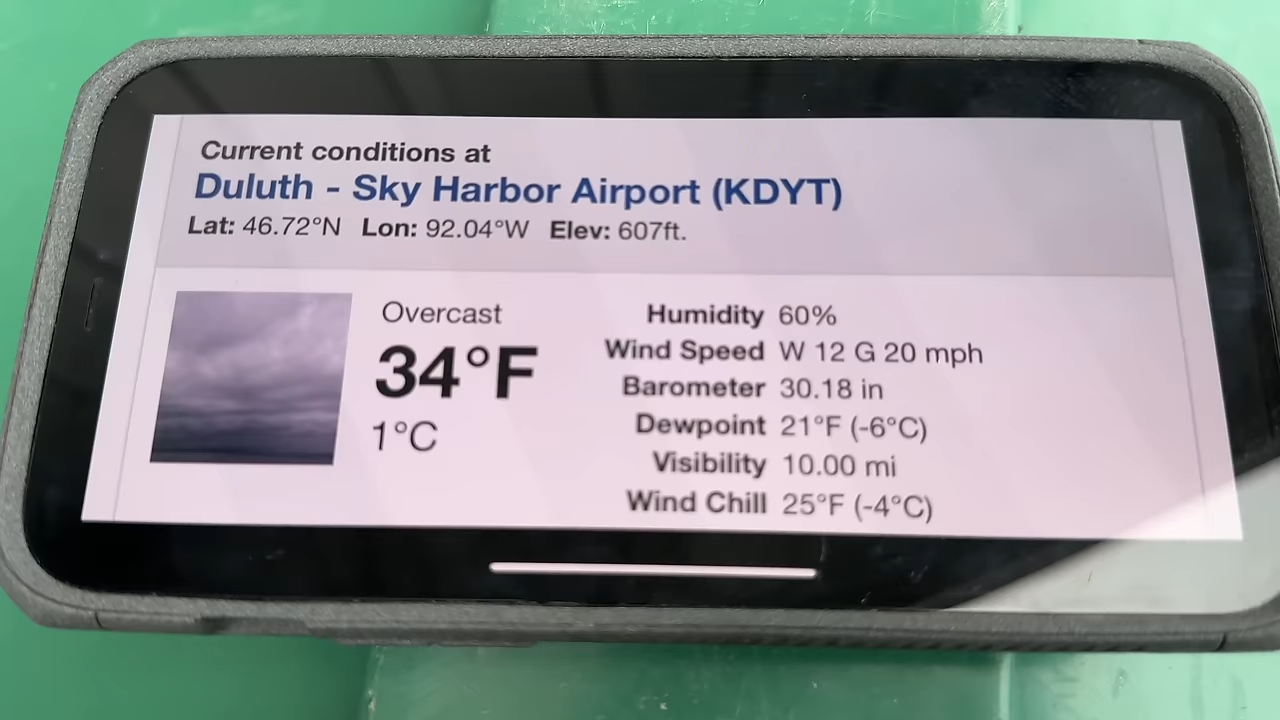 Current conditions at
Duluth - Sky Harbor Airport (KDYT)
Lat: 46.72°N Lon: 92.04°W Elev: 607ft.
Overcast
34°F
1°C
Humidity 60%
Wind Speed W 12 G 20 mph
Barometer 30.18 in
Dewpoint 21°F (-6°C)
Visibility 10.00 mi
Wind Chill 25°F (-4°C)